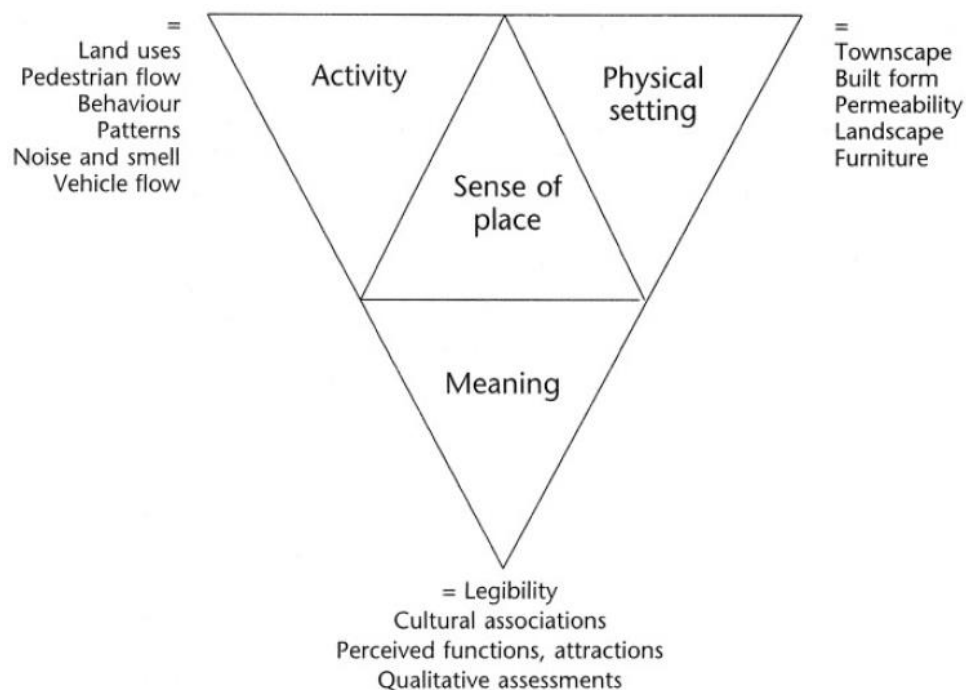 =
Land uses
Pedestrian flow
Behaviour
Patterns
Noise and smell
Vehicle flow
Activity
Physical
setting
=
Townscape
Built form
Permeability
Landscape
Furniture
Sense of
place
Meaning
= Legibility
Cultural associations
Perceived functions, attractions
Qualitative assessments